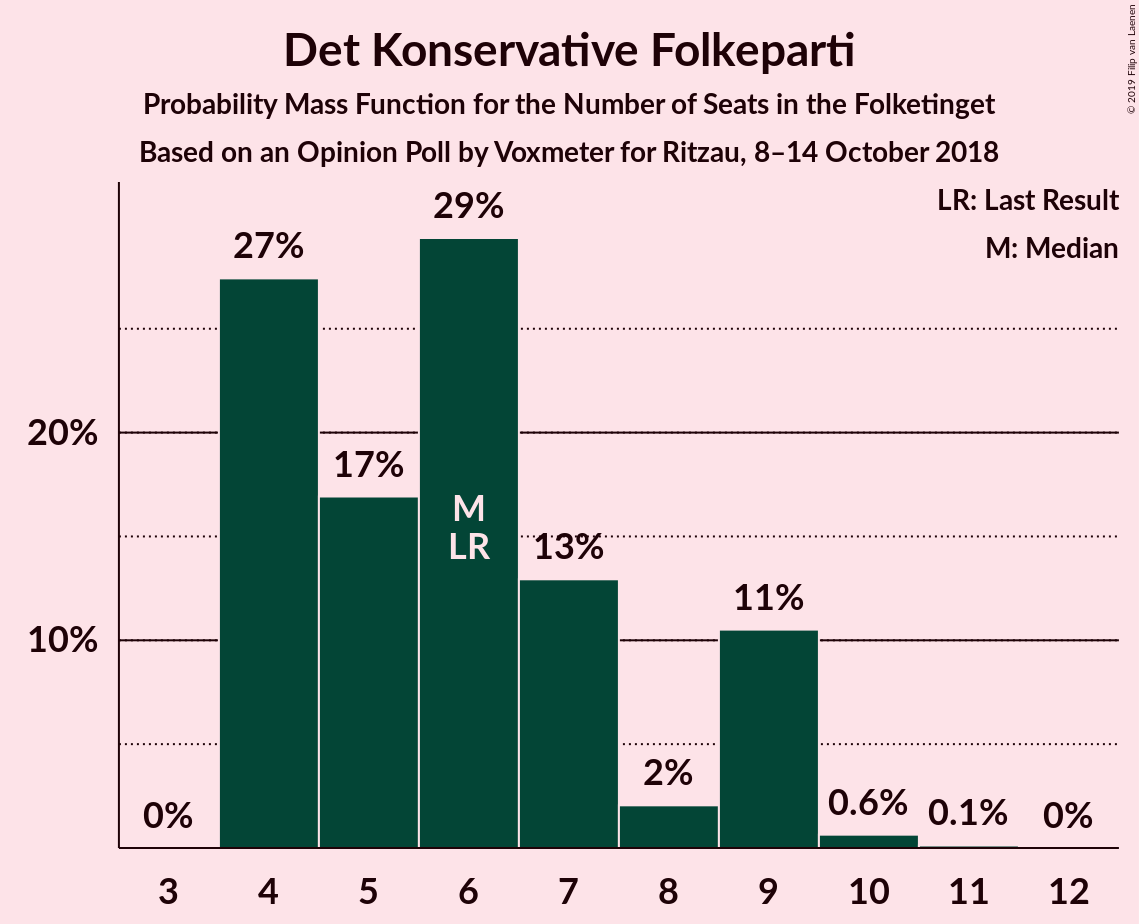 Det Konservative Folkeparti
Probability Mass Function for the Number of Seats in the Folketinget
Based on an Opinion Poll by Voxmeter for Ritzau, 8–14 October 2018
© 2019 Filip van Laenen
LR: Last Result
M: Median
20%
10%
0%
27%
17%
29%
M
LR
13%
2%
11%
0.6%
0.1%
0%
3 4 5 6 7 8 9 10 11 12